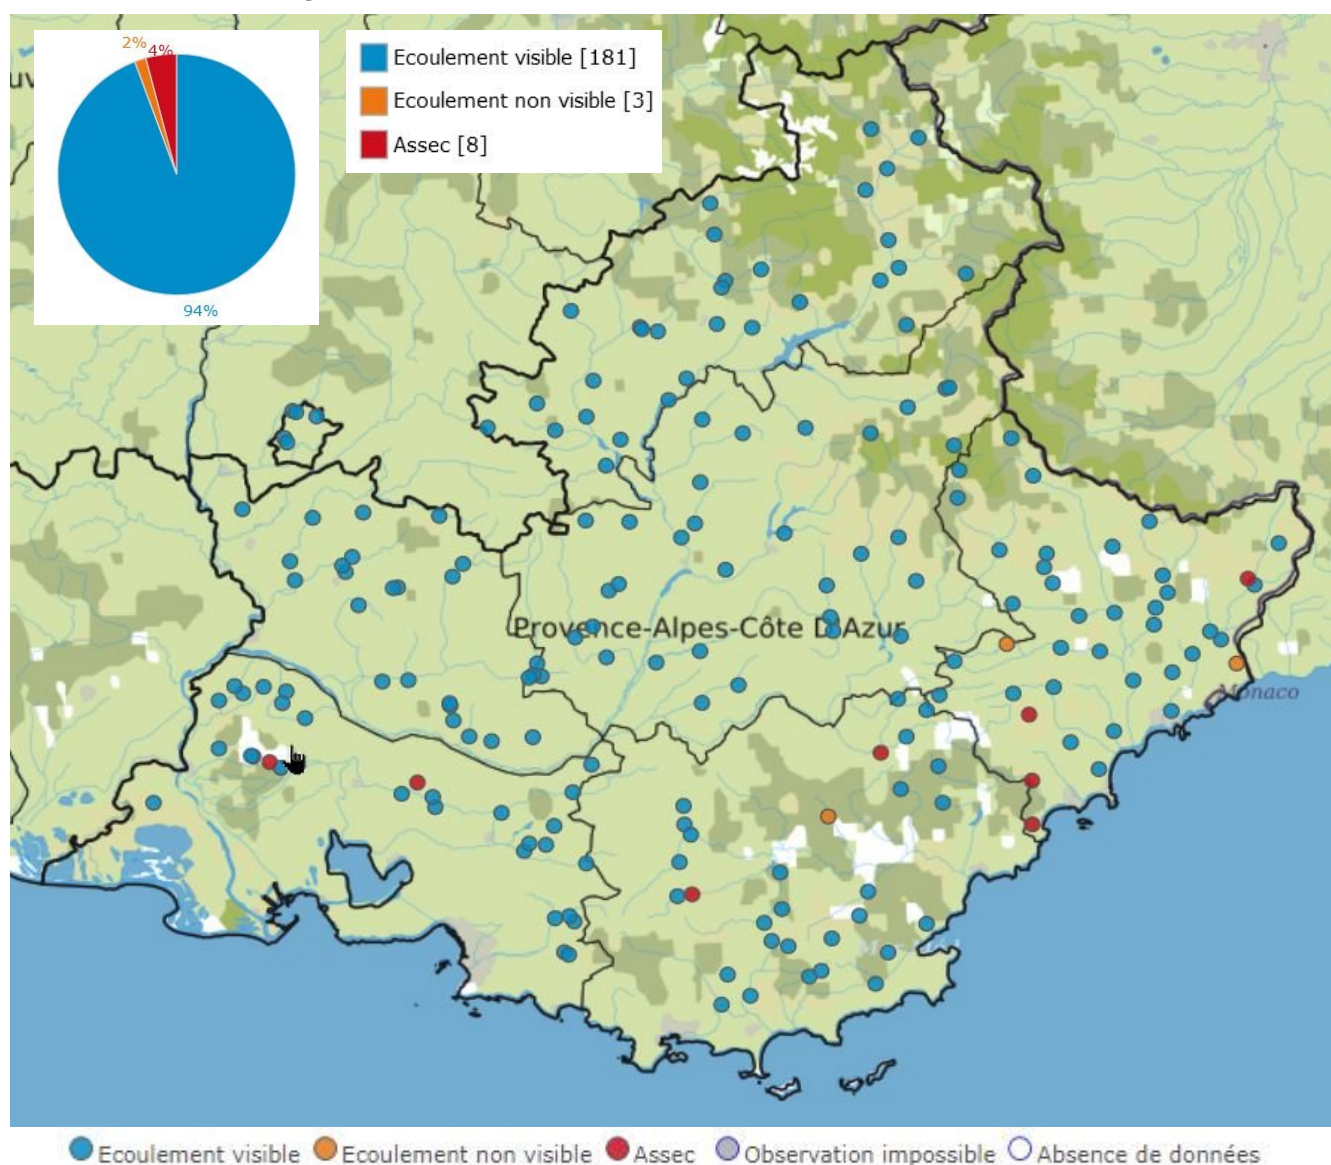 2%
4%
94%
Ecoulement visible [181]
Ecoulement non visible [3]
Assec [8]
Provence-Alpes-Côte D'Azur
Monaco
Ecoulement visible Ecoulement non visible Assec Observation impossible Absence de données